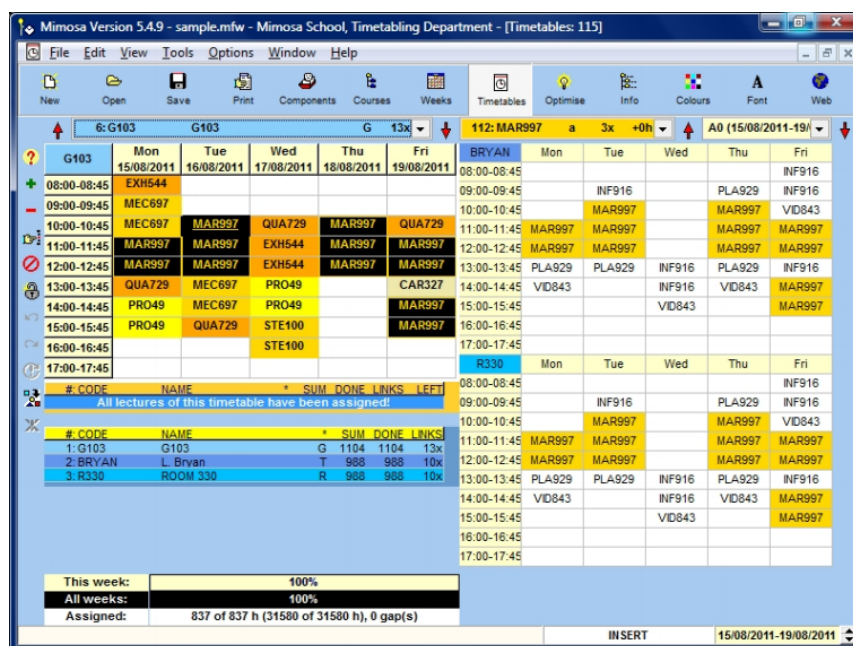 Mimosa Version 5.4.9 - sample.mfw - Mimosa School, Timetabling Department - [Timetables: 115]
File Edit View Tools Options Window Help
New Open Save Print Components Courses Weeks Timetables Optimise Info Colours Font Web
6: G103 G103 G 13x 112: MAR997 a 3x +0h A0 (15/08/2011-19/
G103 Mon Tue Wed Thu Fri
15/08/2011 16/08/2011 17/08/2011 18/08/2011 19/08/2011
08:00-08:45 EXH544
09:00-09:45 MEC697
10:00-10:45 MEC697 MAR997 QUA729 MAR997 QUA729
11:00-11:45 MAR997 MAR997 EXH544 MAR997 MAR997
12:00-12:45 MAR997 MAR997 EXH544 MAR997 MAR997
13:00-13:45 QUA729 MEC697 PRO49 CAR327
14:00-14:45 PRO49 MEC697 PRO49 MAR997
15:00-15:45 PRO49 QUA729 STE100 MAR997
16:00-16:45 STE100
17:00-17:45
#: CODE NAME * SUM DONE LINKS LEFT
All lectures of this timetable have been assigned!
#: CODE NAME * SUM DONE LINKS
1: G103 G103 G 1104 1104 13x
2: BRYAN L. Bryan T 988 988 10x
3: R330 ROOM 330 R 988 988 10x
This week: 100%
All weeks: 100%
Assigned: 837 of 837 h (31580 of 31580 h), 0 gap(s)
BRYAN Mon Tue Wed Thu Fri
08:00-08:45 INF916
09:00-09:45 INF916 PLA929 INF916
10:00-10:45 MAR997 MAR997 VID843
11:00-11:45 MAR997 MAR997 MAR997 MAR997
12:00-12:45 MAR997 MAR997 MAR997 MAR997
13:00-13:45 PLA929 PLA929 INF916 PLA929 INF916
14:00-14:45 VID843 INF916 VID843 MAR997
15:00-15:45 VID843 MAR997
16:00-16:45
17:00-17:45
R330 Mon Tue Wed Thu Fri
08:00-08:45 INF916
09:00-09:45 INF916 PLA929 INF916
10:00-10:45 MAR997 MAR997 VID843
11:00-11:45 MAR997 MAR997 MAR997 MAR997
12:00-12:45 MAR997 MAR997 MAR997 MAR997
13:00-13:45 PLA929 PLA929 INF916 PLA929 INF916
14:00-14:45 VID843 INF916 VID843 MAR997
15:00-15:45 VID843 MAR997
16:00-16:45
17:00-17:45
INSERT 15/08/2011-19/08/2011